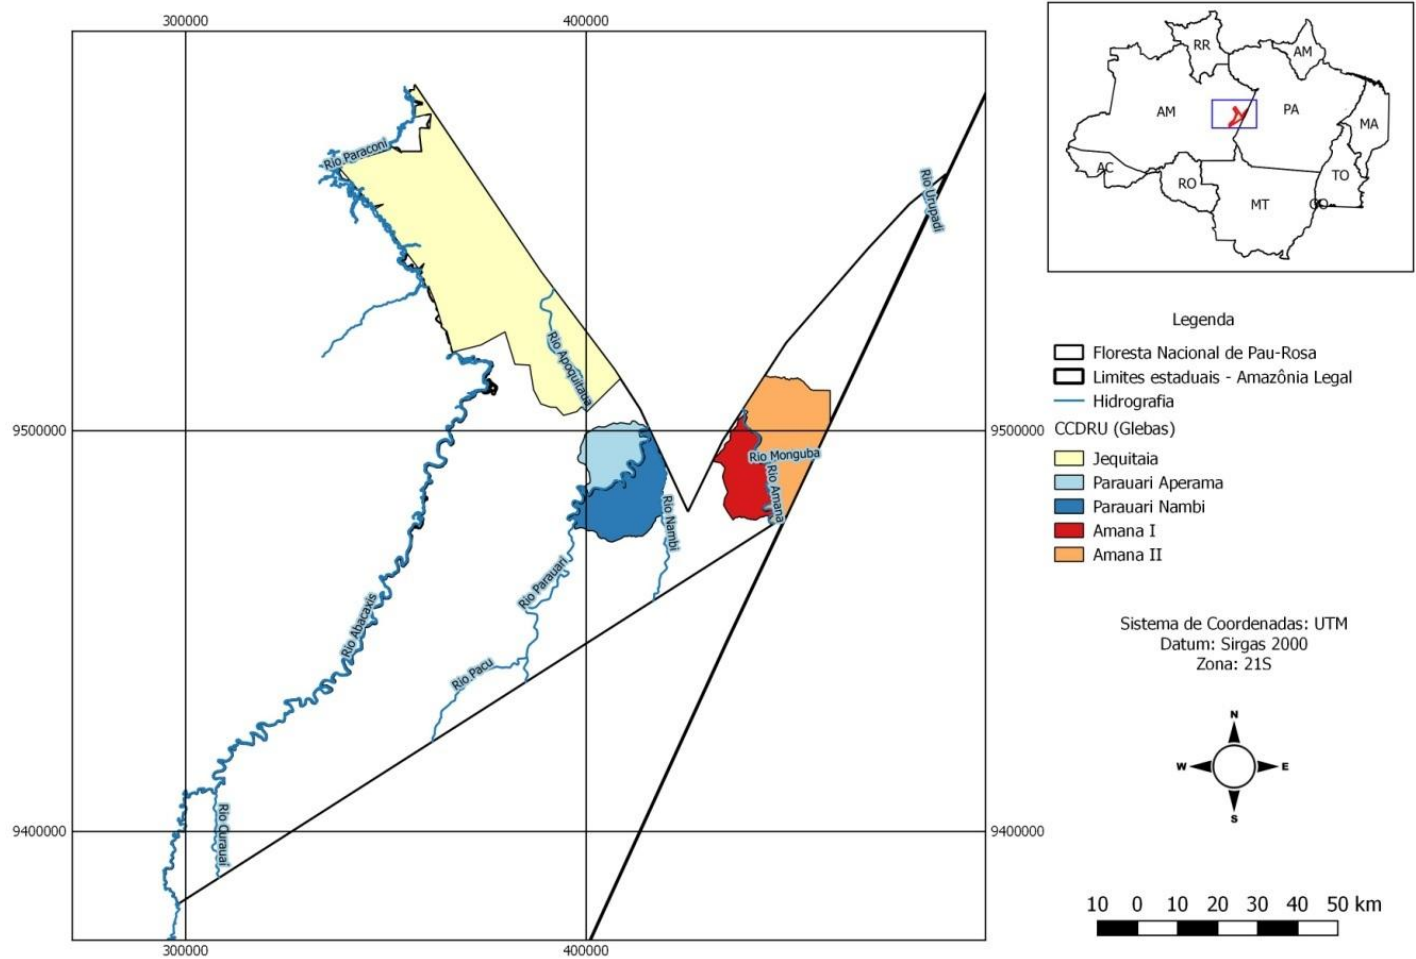 300000
400000
Rio Paraconi
Rio Urupadi
Rio Apoquitaba
9500000
9500000
Rio Monguba
Rio Amana
Rio Nambi
Rio Parauari
Rio Abacaxis
Rio Pacu
9400000
9400000
Rio Curauai
300000
400000
RR
AM
AM
PA
MA
AC
RO
TO
MT
GO
Legenda
Floresta Nacional de Pau-Rosa
Limites estaduais - Amazônia Legal
Hidrografia
CCDRU (Glebas)
Jequitaia
Parauari Aperama
Parauari Nambi
Amana I
Amana II
Sistema de Coordenadas: UTM
Datum: Sirgas 2000
Zona: 21S
N
W
E
S
10 0 10 20 30 40 50 km